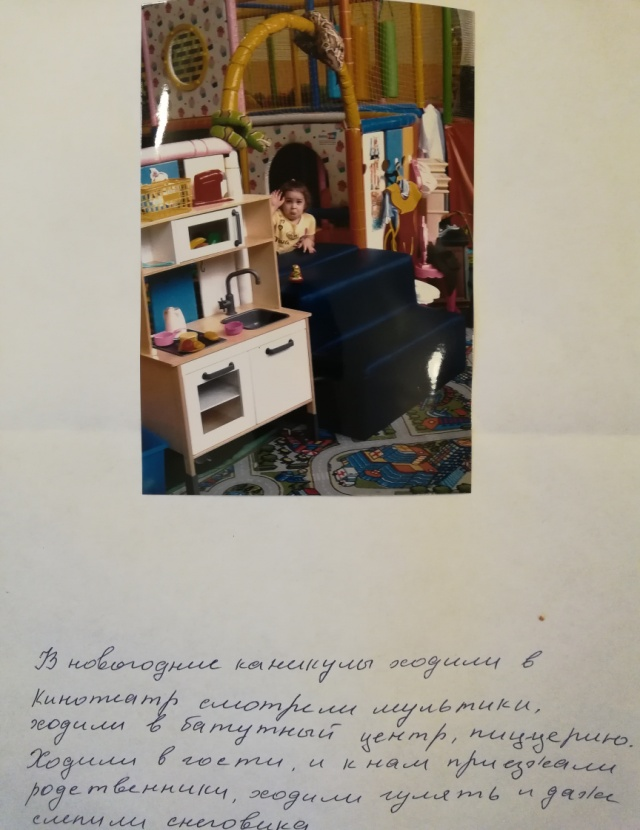 В новогодние каникулы ходили в
кинотеатр смотрели мультики,
ходили в батутный центр, пиццерию.
Ходили в гости, и к нам приезжали
родственники, ходили гулять и даже
слепили снеговика